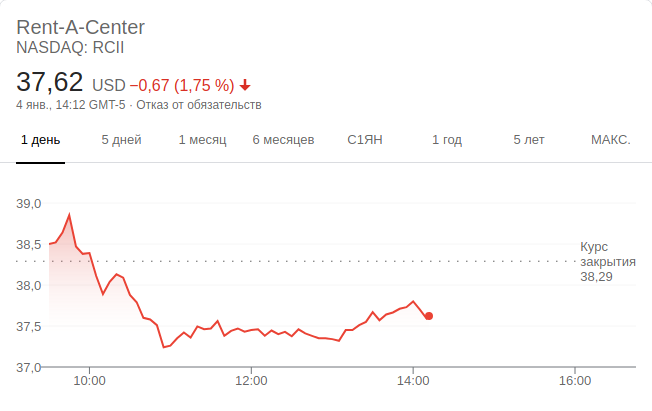 Rent-A-Center
NASDAQ: RCII
37,62 USD −0,67 (1,75 %)
4 янв., 14:12 GMT-5 · Отказ от обязательств
1 день 5 дней 1 месяц 6 месяцев С1ЯН 1 год 5 лет МАКС.
39,0
38,5
38,0
37,5
37,0
Курс
закрытия
38,29
10:00 12:00 14:00 16:00